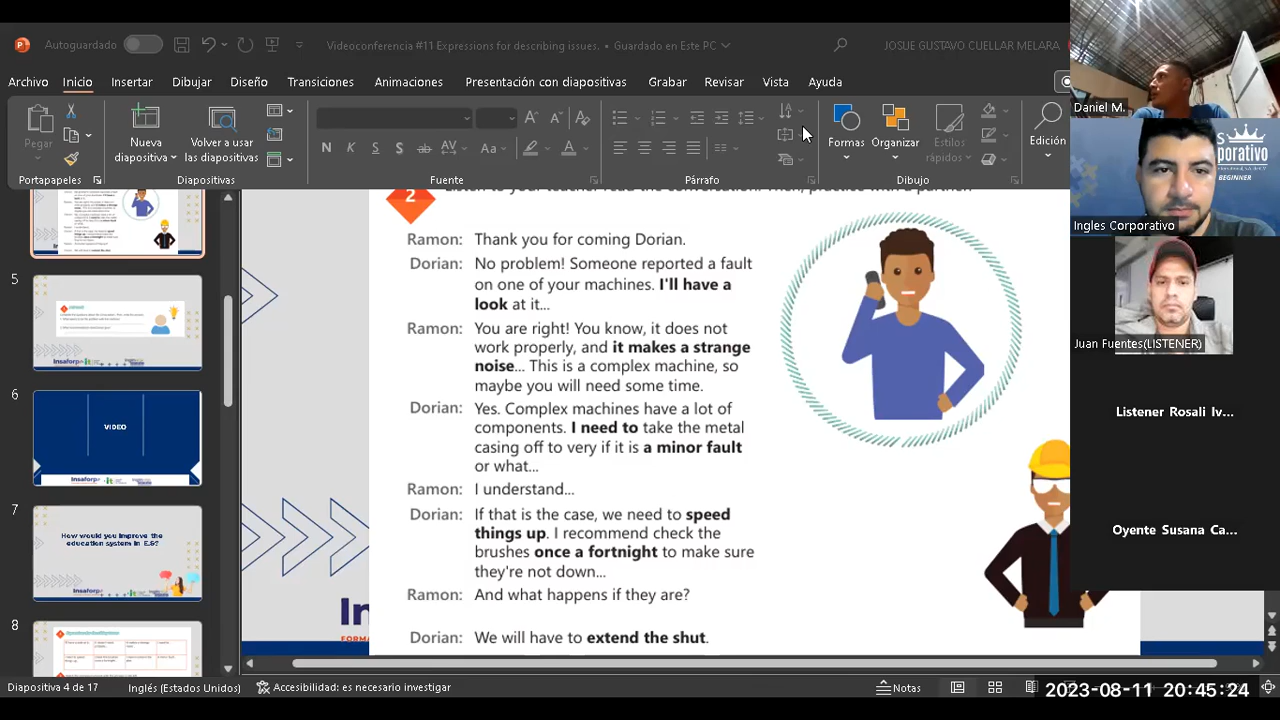 Autoguardado
Videoconferencia #11 Expressions for describing issues. • Guardado en Este PC
JOSUE GUSTAVO CUELLAR MELARA
Archivo Inicio Insertar Dibujar Diseño Transiciones Animaciones Presentación con diapositivas Grabar Revisar Vista Ayuda
Pegar
Nueva diapositiva
Volver a usar las diapositivas
N K S S AV Aa A
Formas
Organizar
Estilos rápidos
Edición
Portapapeles
Diapositivas
Fuente
Párrafo
Dibujo
2
Ramon: Thank you for coming Dorian.
Dorian: No problem! Someone reported a fault
on one of your machines. I'll have a
look at it...
Ramon: You are right! You know, it does not
work properly, and it makes a strange
noise... This is a complex machine, so
maybe you will need some time.
Dorian: Yes. Complex machines have a lot of
components. I need to take the metal
casing off to very if it is a minor fault
or what...
Ramon: I understand...
Dorian: If that is the case, we need to speed
things up. I recommend check the
brushes once a fortnight to make sure
they're not down...
Ramon: And what happens if they are?
Dorian: We will have to extend the shut.
5
6
VIDEO
7
How would you improve the
education system in E.S?
8
Insaforp
Daniel M.
BEGINNER
Ingles Corporativo
Juan Fuentes(LISTENER)
Listener Rosali Iv...
Oyente Susana Ca...
Diapositiva 4 de 17
Inglés (Estados Unidos)
Accesibilidad: es necesario investigar
Notas
2023-08-11 20:45:24